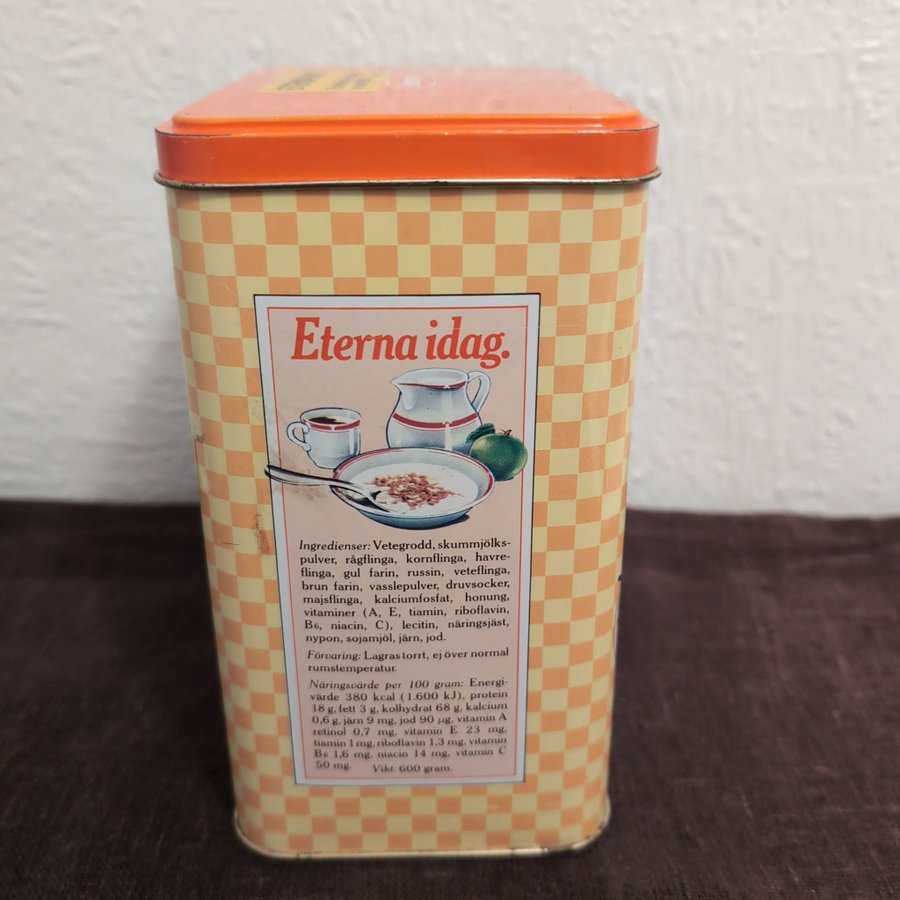 Eterna idag.
Ingredienser: Vetegrodd, skummjölks-
pulver, rågflinga, kornflinga, havre-
flinga, gul farin, russin, veteflinga,
brun farin, vasslepulver, druvsocker,
majsflinga, kalciumfosfat, honung,
vitaminer (A, E, tiamin, riboflavin,
B6, niacin, C), lecitin, näringsjäst,
nypon, sojamjöl, järn, jod.
Förvaring: Lagras torrt, ej över normal
rumstemperatur.
Näringsvärde per 100 gram: Energi-
värde 380 kcal (1.600 kJ), protein
18 g, fett 3 g, kolhydrat 68 g, kalcium
0,6 g, järn 9 mg, jod 90 µg, vitamin A
retinol 0,7 mg, vitamin E 23 mg,
tiamin 1 mg, riboflavin 1,3 mg, vitamin
B6 1,6 mg, niacin 14 mg, vitamin C
50 mg. Vikt: 600 gram.